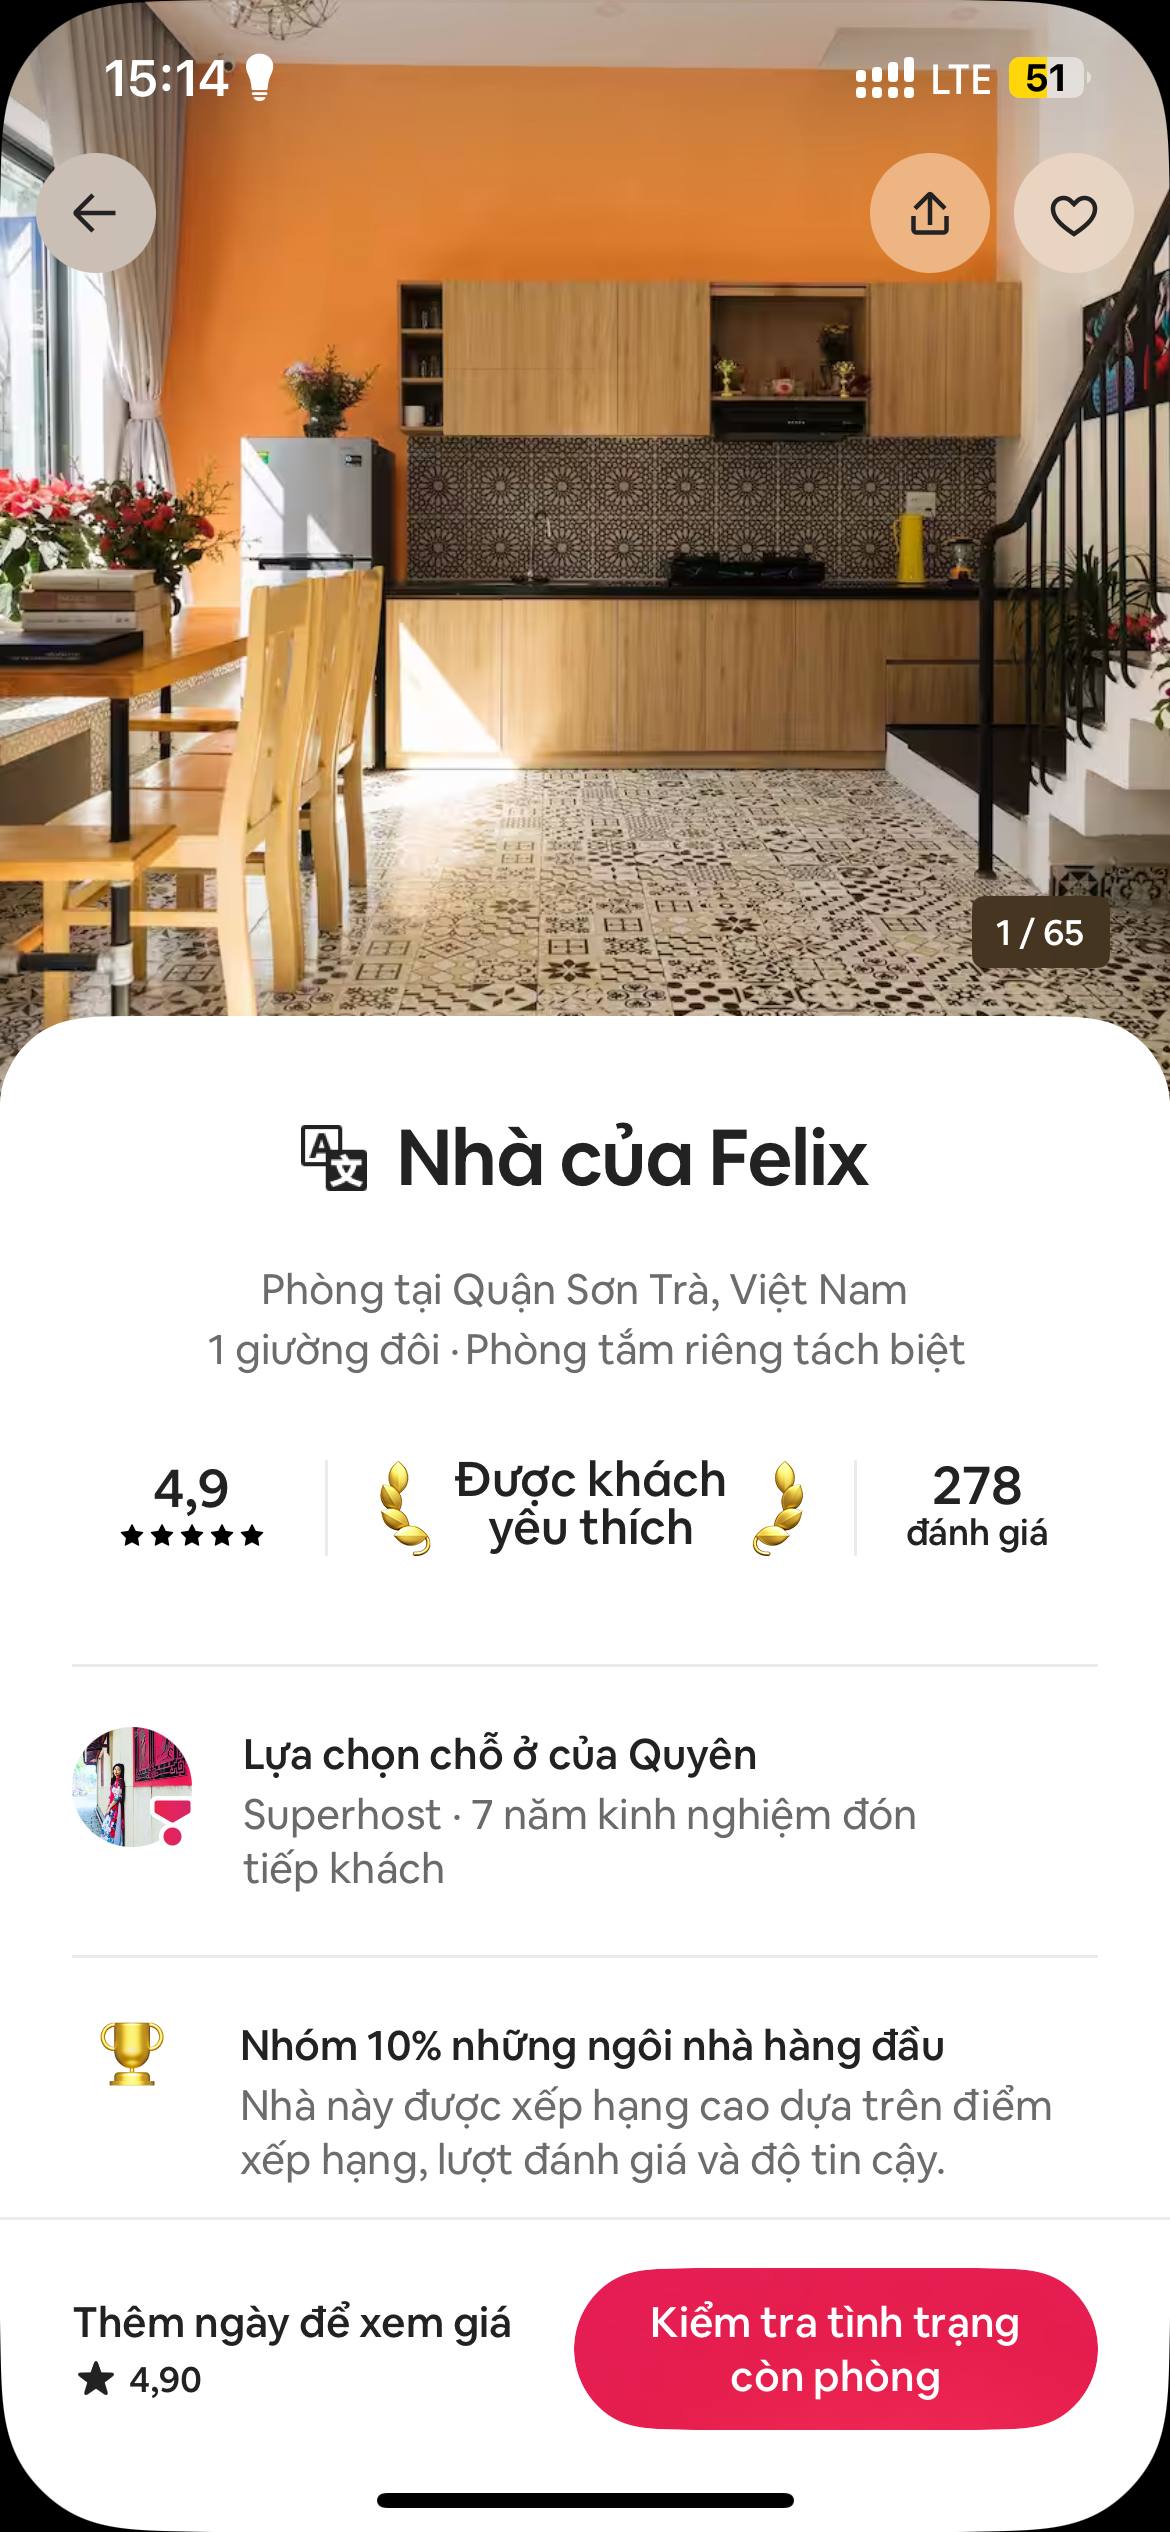 15:14
LTE 51
1 / 65
Nhà của Felix
Phòng tại Quận Sơn Trà, Việt Nam
1 giường đôi · Phòng tắm riêng tách biệt
4,9
Được khách
yêu thích
278
đánh giá
Lựa chọn chỗ ở của Quyên
Superhost · 7 năm kinh nghiệm đón
tiếp khách
Nhóm 10% những ngôi nhà hàng đầu
Nhà này được xếp hạng cao dựa trên điểm
xếp hạng, lượt đánh giá và độ tin cậy.
Thêm ngày để xem giá
4,90
Kiểm tra tình trạng
còn phòng